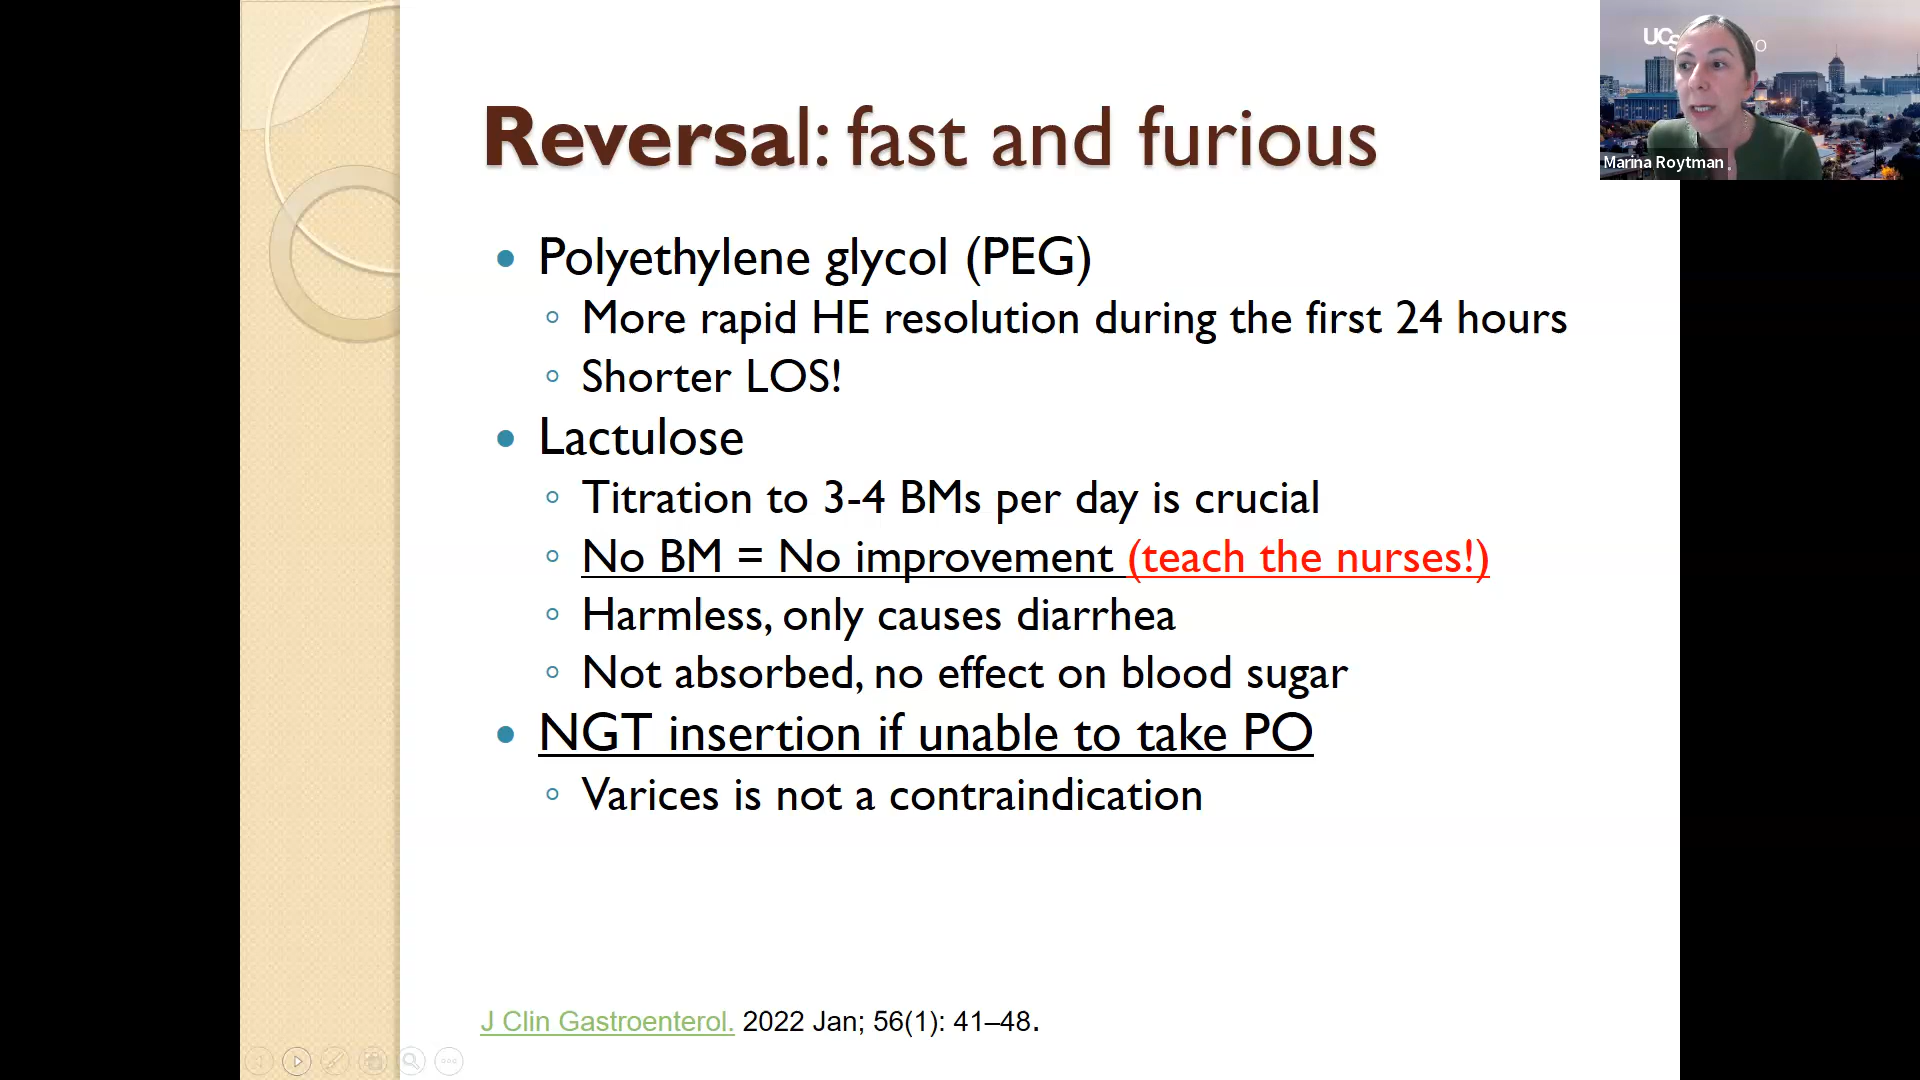 Reversal: fast and furious
Polyethylene glycol (PEG)
More rapid HE resolution during the first 24 hours
Shorter LOS!
Lactulose
Titration to 3-4 BMs per day is crucial
No BM = No improvement (teach the nurses!)
Harmless, only causes diarrhea
Not absorbed, no effect on blood sugar
NGT insertion if unable to take PO
Varices is not a contraindication
J Clin Gastroenterol. 2022 Jan; 56(1): 41–48.
Marina Roytman